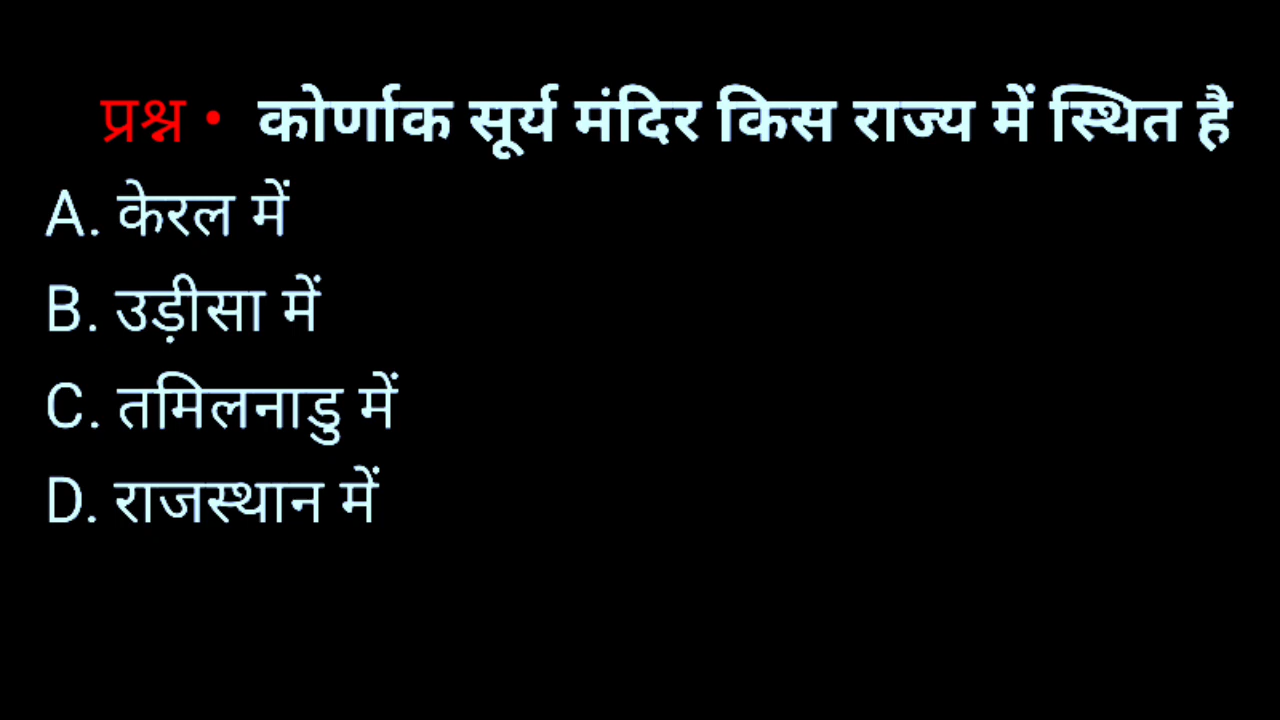 प्रश्न • कोर्णाक सूर्य मंदिर किस राज्य में स्थित है
A. केरल में
B. उड़ीसा में
C. तमिलनाडु में
D. राजस्थान में